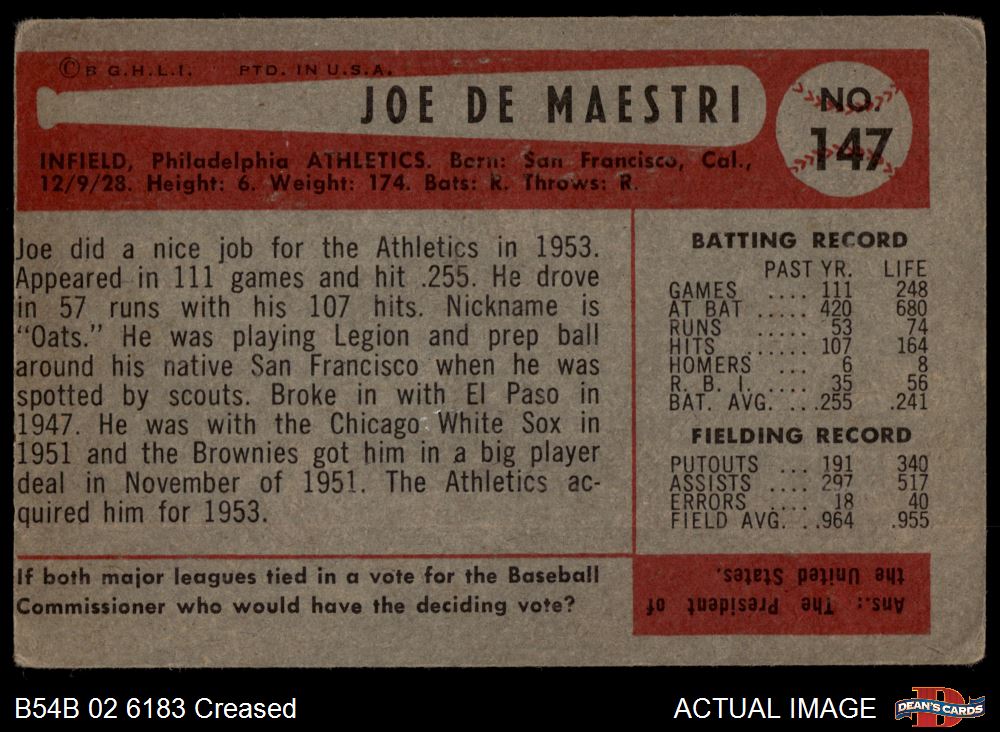 ©B G.H.L.I. PTD. IN U.S.A.
JOE DE MAESTRI
NO.
147
INFIELD, Philadelphia ATHLETICS. Born: San Francisco, Cal.,
12/9/28. Height: 6. Weight: 174. Bats: R. Throws: R.
Joe did a nice job for the Athletics in 1953.
Appeared in 111 games and hit .255. He drove
in 57 runs with his 107 hits. Nickname is
"Oats." He was playing Legion and prep ball
around his native San Francisco when he was
spotted by scouts. Broke in with El Paso in
1947. He was with the Chicago White Sox in
1951 and the Brownies got him in a big player
deal in November of 1951. The Athletics ac-
quired him for 1953.
BATTING RECORD
PAST YR. LIFE
GAMES .... 111 248
AT BAT ..... 420 680
RUNS ..... 53 74
HITS ...... 107 164
HOMERS ... 6 8
R. B. I. .... 35 56
BAT. AVG. ...255 .241
FIELDING RECORD
PUTOUTS ... 191 340
ASSISTS .... 297 517
ERRORS .... 18 40
FIELD AVG. ..964 .955
If both major leagues tied in a vote for the Baseball
Commissioner who would have the deciding vote?
Ans.: The President of
the United States.
B54B 02 6183 Creased
ACTUAL IMAGE
DEAN'S CARDS